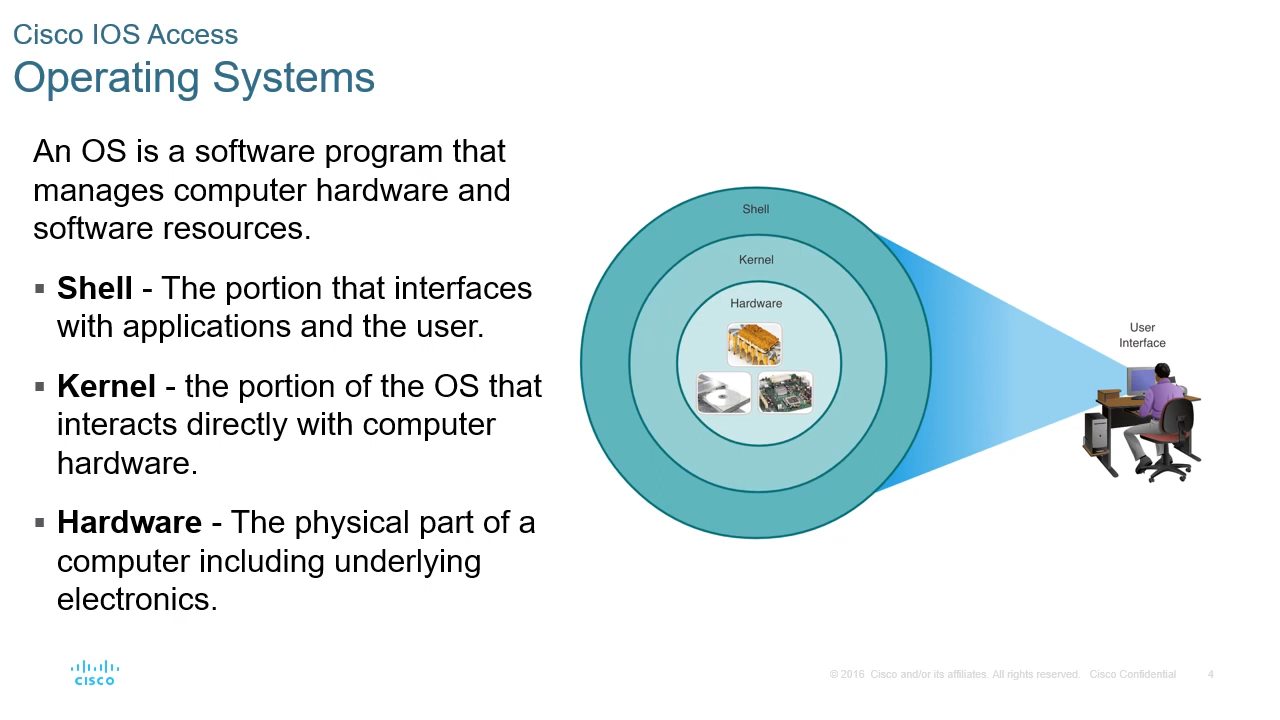 Cisco IOS Access
Operating Systems
An OS is a software program that
manages computer hardware and
software resources.
▪ Shell - The portion that interfaces
with applications and the user.
▪ Kernel - the portion of the OS that
interacts directly with computer
hardware.
▪ Hardware - The physical part of a
computer including underlying
electronics.
Shell
Kernel
Hardware
User
Interface
CISCO
© 2016 Cisco and/or its affiliates. All rights reserved. Cisco Confidential 4